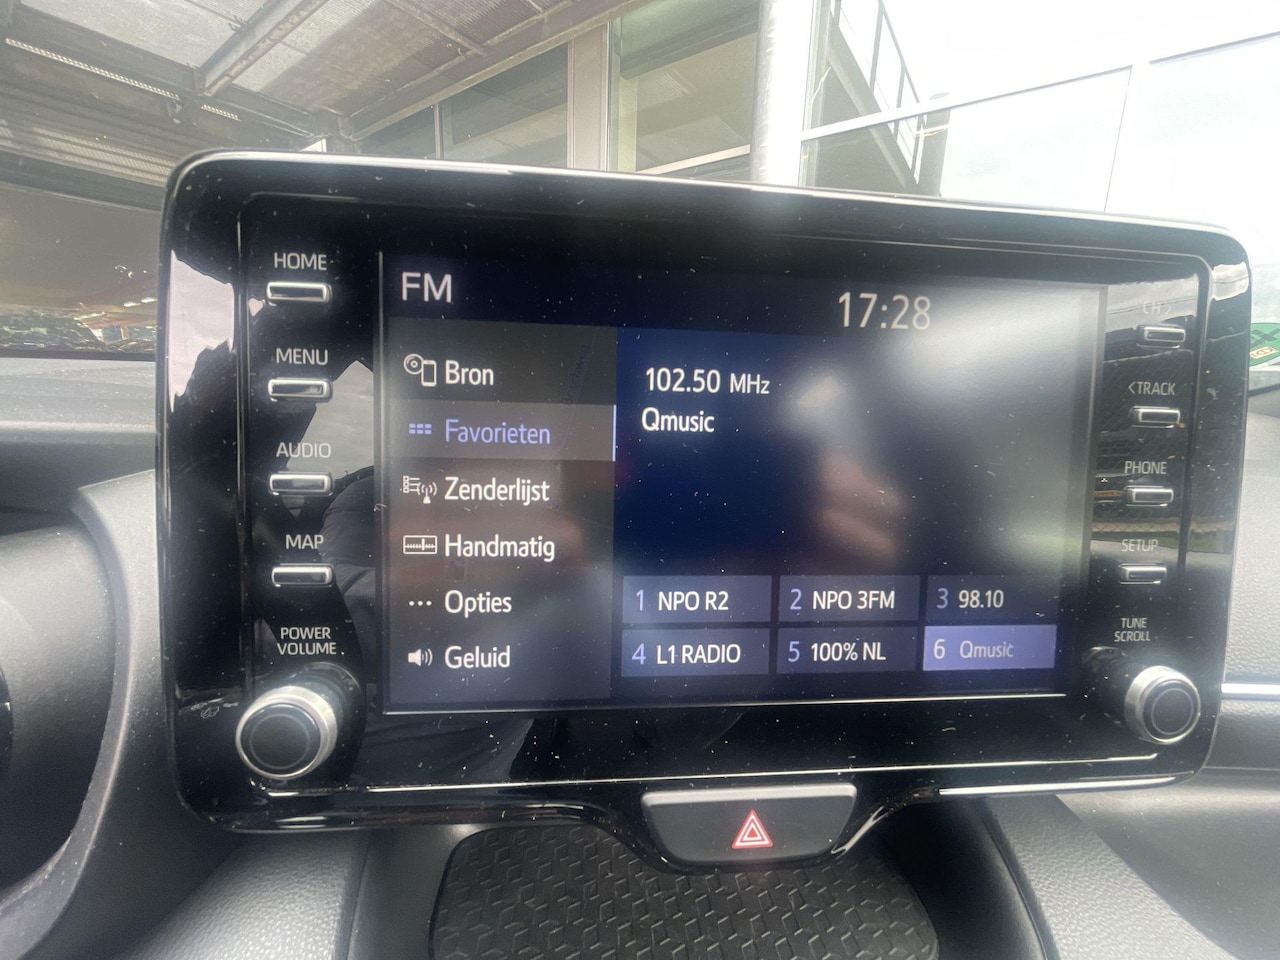 HOME
MENU
AUDIO
MAP
POWER
VOLUME
FM
17:28
Bron
Favorieten
Zenderlijst
Handmatig
Opties
Geluid
102.50 MHz
Qmusic
1 NPO R2
2 NPO 3FM
3 98.10
4 L1 RADIO
5 100% NL
6 Qmusic
<TRACK
PHONE
SETUP
TUNE
SCROLL